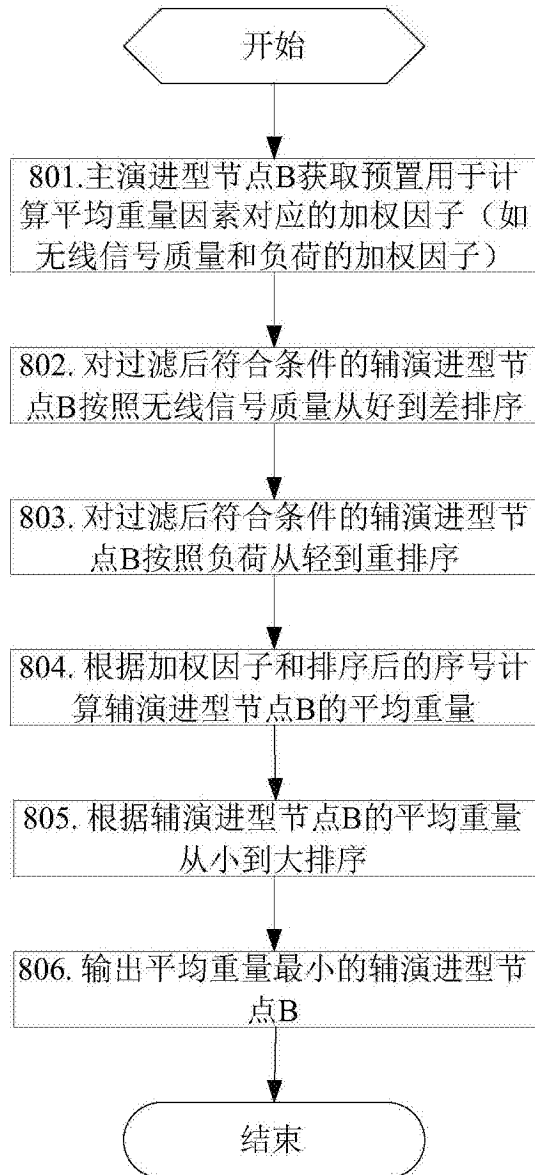 开始
801.主演进型节点B获取预置用于计
算平均重量因素对应的加权因子（如
无线信号质量和负荷的加权因子）
802. 对过滤后符合条件的辅演进型节
点B按照无线信号质量从好到差排序
803. 对过滤后符合条件的辅演进型节
点B按照负荷从轻到重排序
804. 根据加权因子和排序后的序号计
算辅演进型节点B的平均重量
805. 根据辅演进型节点B的平均重量
从小到大排序
806. 输出平均重量最小的辅演进型节
点B
结束